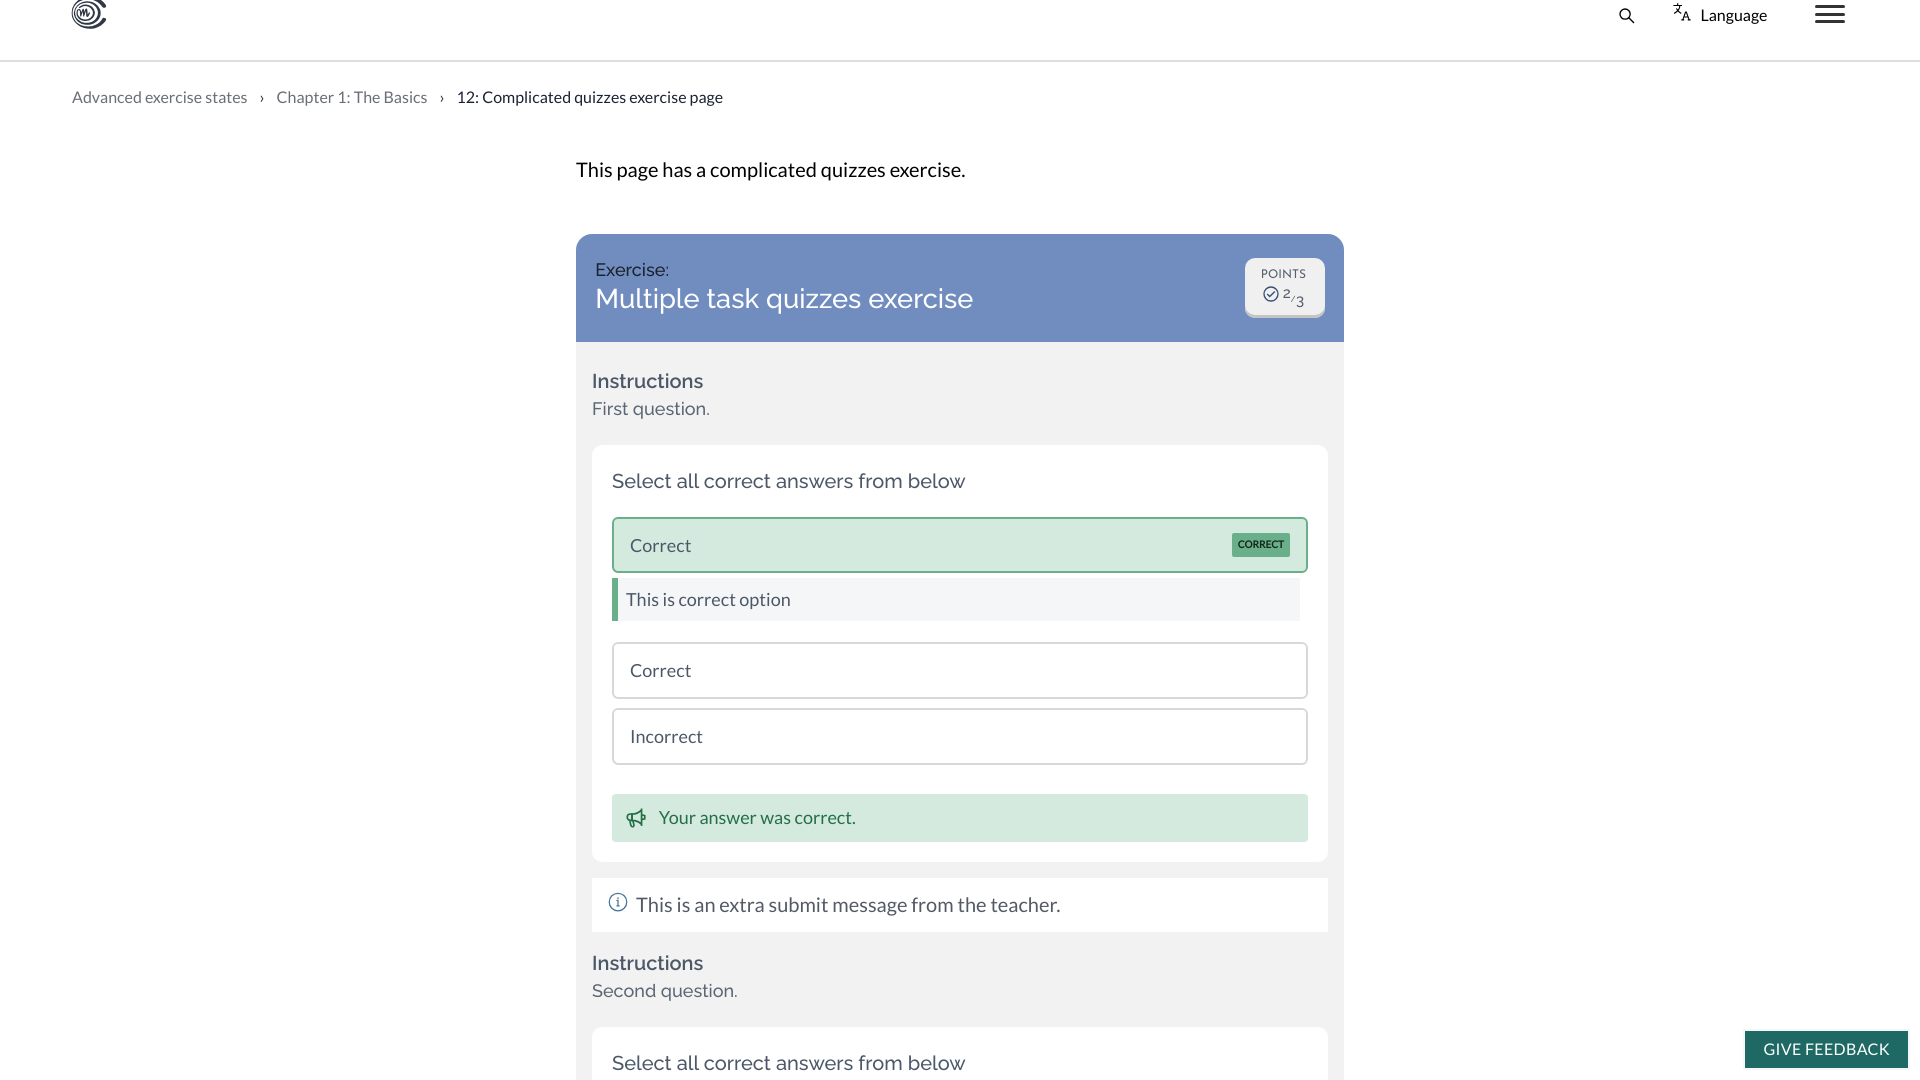 Language
Advanced exercise states › Chapter 1: The Basics › 12: Complicated quizzes exercise page
This page has a complicated quizzes exercise.
Exercise:
Multiple task quizzes exercise
POINTS
2/3
Instructions
First question.
Select all correct answers from below
Correct
CORRECT
This is correct option
Correct
Incorrect
Your answer was correct.
This is an extra submit message from the teacher.
Instructions
Second question.
Select all correct answers from below
GIVE FEEDBACK